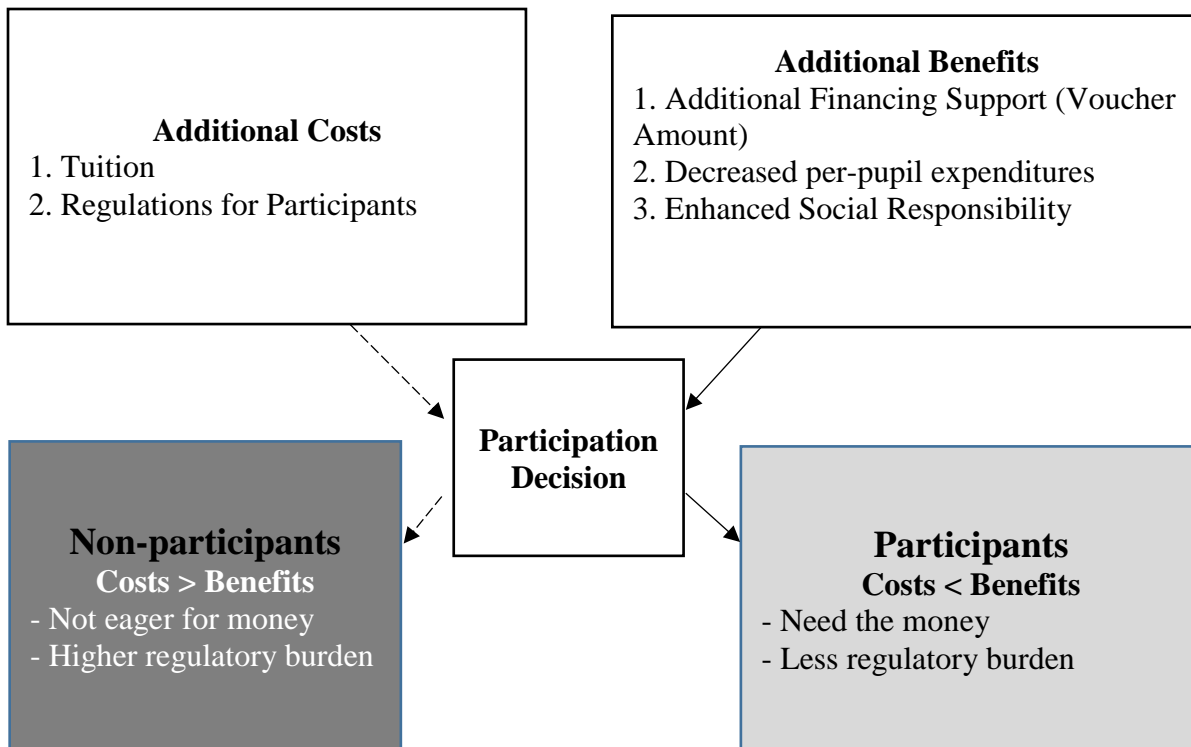 Additional Costs
1. Tuition
2. Regulations for Participants
Additional Benefits
1. Additional Financing Support (Voucher
Amount)
2. Decreased per-pupil expenditures
3. Enhanced Social Responsibility
Participation
Decision
Non-participants
Costs > Benefits
- Not eager for money
- Higher regulatory burden
Participants
Costs < Benefits
- Need the money
- Less regulatory burden